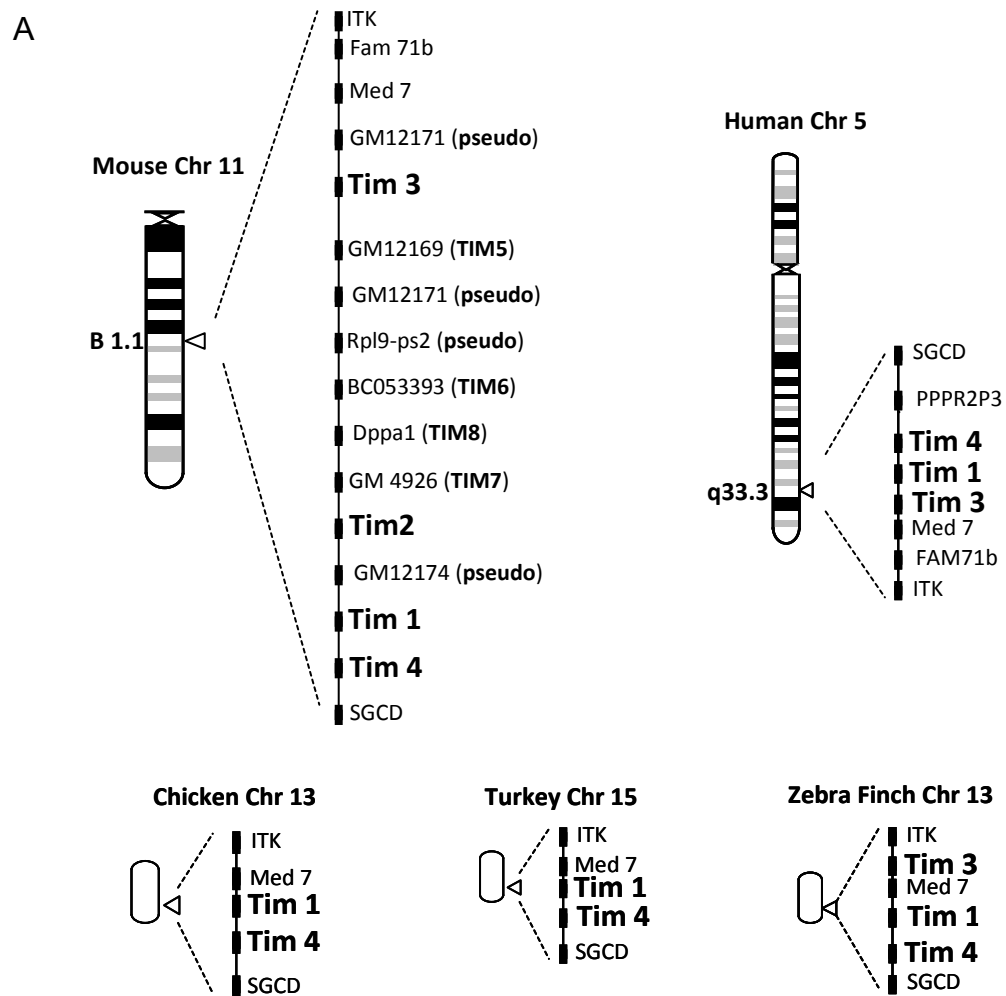 A
Mouse Chr 11
B 1.1
ITK
Fam 71b
Med 7
GM12171 (pseudo)
Tim 3
GM12169 (TIM5)
GM12171 (pseudo)
Rpl9-ps2 (pseudo)
BC053393 (TIM6)
Dppa1 (TIM8)
GM 4926 (TIM7)
Tim2
GM12174 (pseudo)
Tim 1
Tim 4
SGCD
Human Chr 5
q33.3
SGCD
PPPR2P3
Tim 4
Tim 1
Tim 3
Med 7
FAM71b
ITK
Chicken Chr 13
ITK
Med 7
Tim 1
Tim 4
SGCD
Turkey Chr 15
ITK
Med 7
Tim 1
Tim 4
SGCD
Zebra Finch Chr 13
ITK
Tim 3
Med 7
Tim 1
Tim 4
SGCD